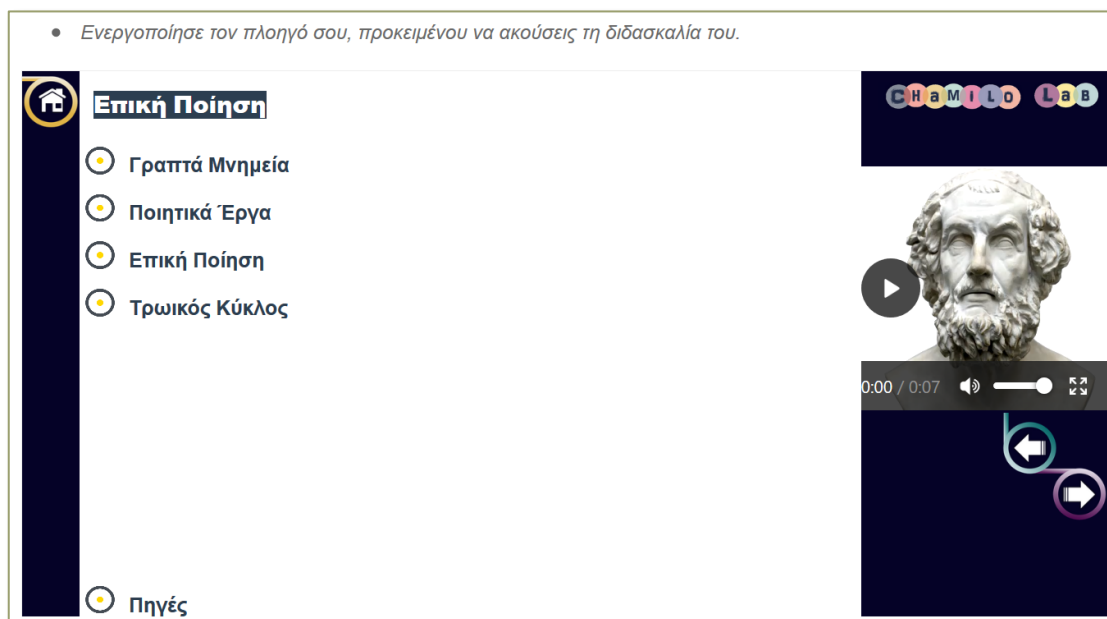 Ενεργοποίησε τον πλοηγό σου, προκειμένου να ακούσεις τη διδασκαλία του.
Επική Ποίηση
CHaMILO LaB
Γραπτά Μνημεία
Ποιητικά Έργα
Επική Ποίηση
Τρωικός Κύκλος
0:00 / 0:07
Πηγές